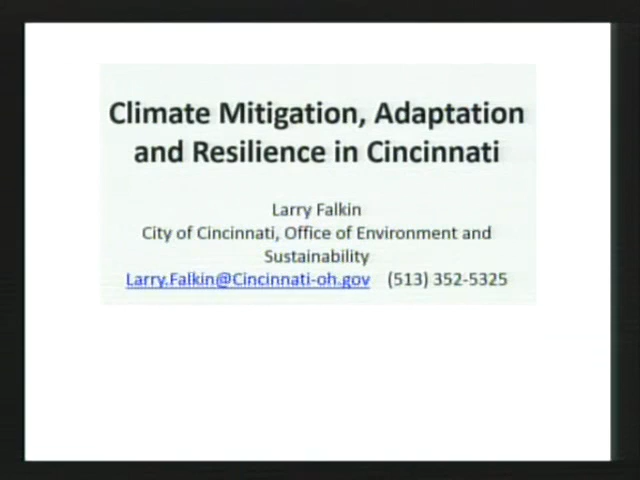 Climate Mitigation, Adaptation
and Resilience in Cincinnati
Larry Falkin
City of Cincinnati, Office of Environment and
Sustainability
Larry.Falkin@Cincinnati-oh.gov (513) 352-5325